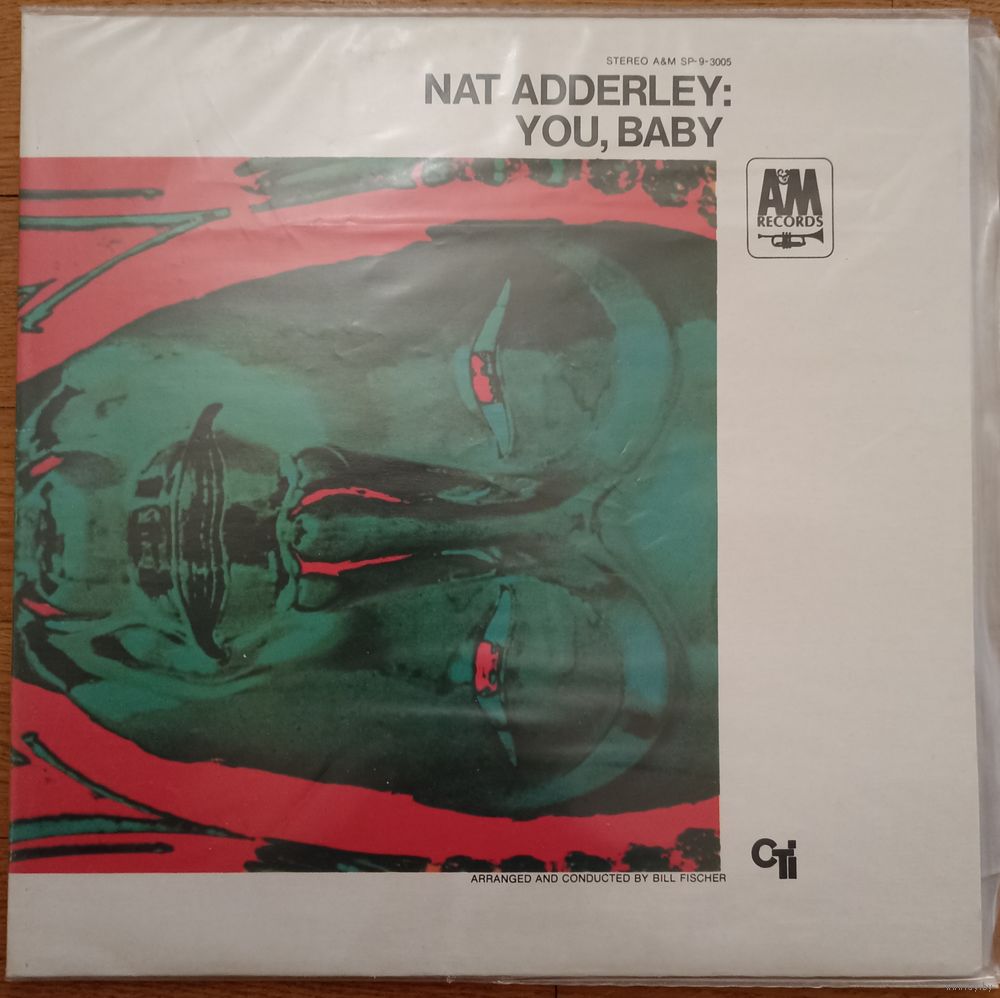 STEREO A&M SP-9-3005
NAT ADDERLEY:
YOU, BABY
A&M
RECORDS
CTi
ARRANGED AND CONDUCTED BY BILL FISCHER